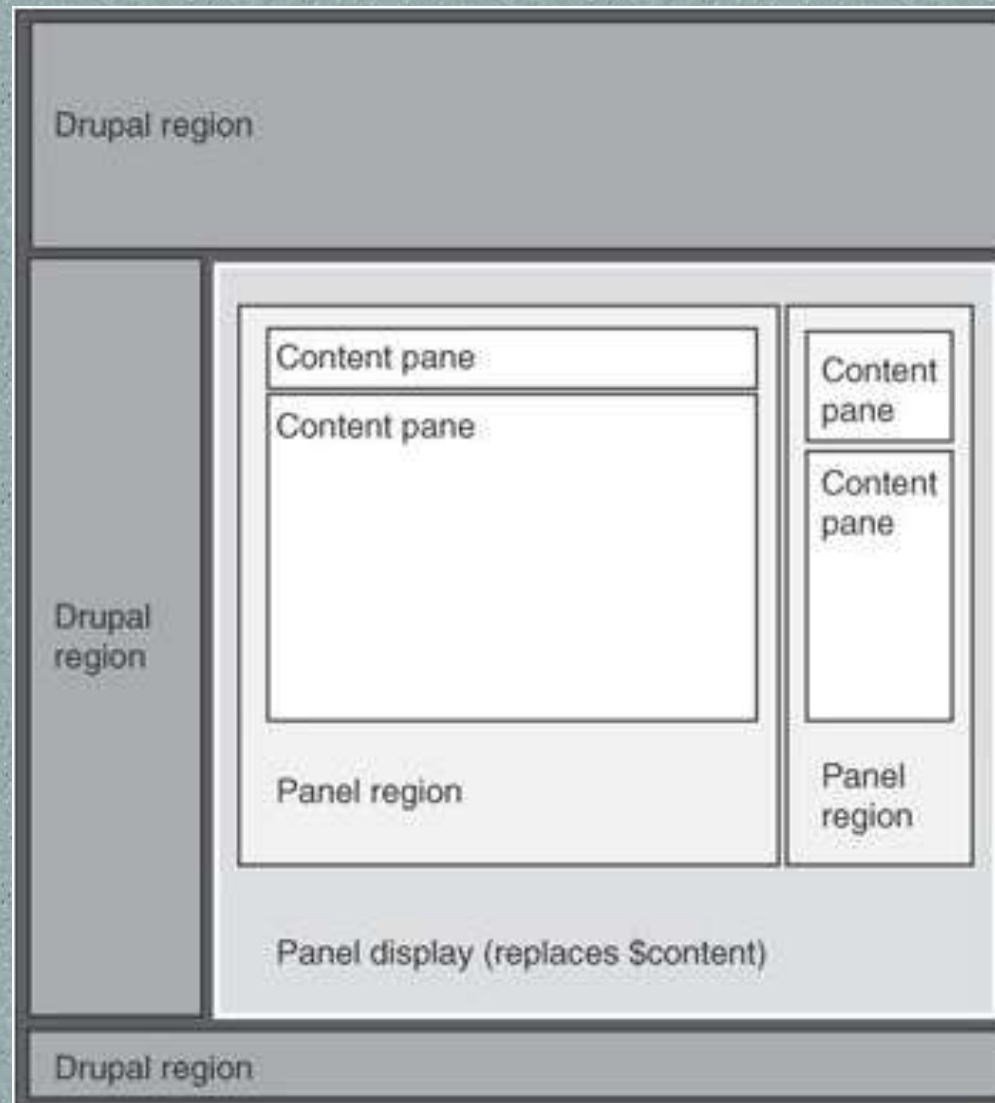 Drupal region
Content pane
Content pane
Content
pane
Content
pane
Drupal
region
Panel region
Panel
region
Panel display (replaces $content)
Drupal region